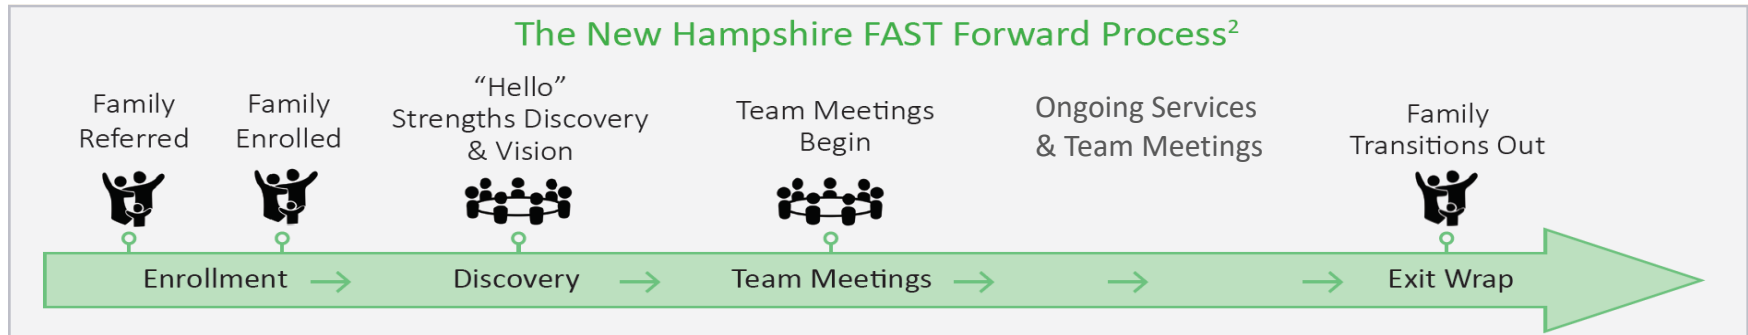 The New Hampshire FAST Forward Process²
Family
Referred
Family
Enrolled
“Hello”
Strengths Discovery
& Vision
Team Meetings
Begin
Ongoing Services
& Team Meetings
Family
Transitions Out
Enrollment → Discovery → Team Meetings → → → Exit Wrap